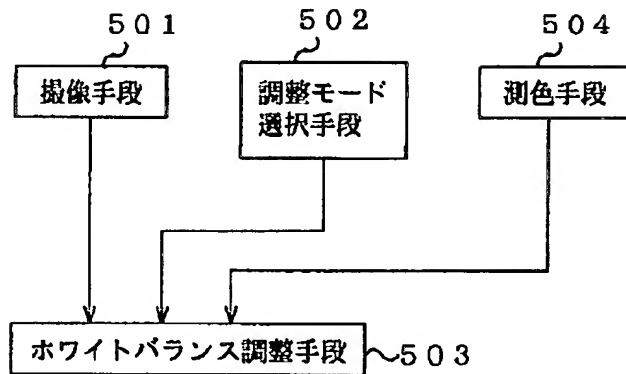 501
502
504
撮像手段
調整モード
選択手段
測色手段
ホワイトバランス調整手段
503